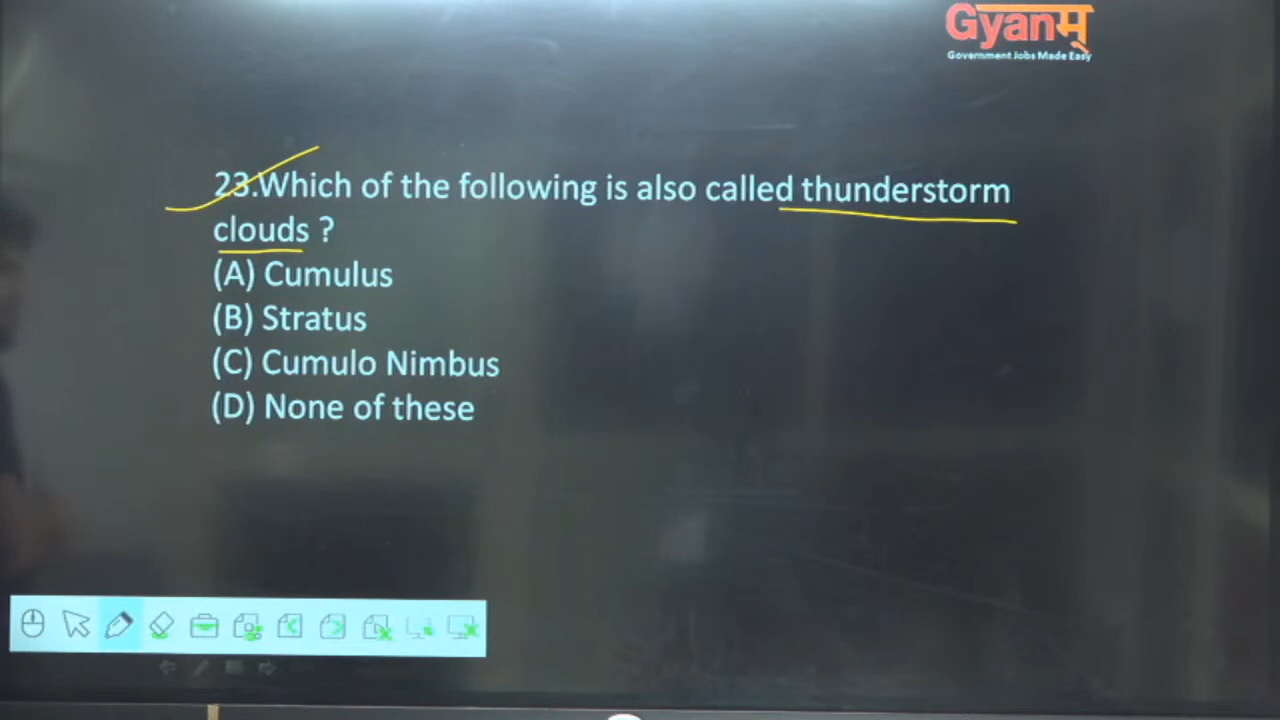 Gyanम्
Government Jobs Made Easy
23.Which of the following is also called thunderstorm
clouds ?
(A) Cumulus
(B) Stratus
(C) Cumulo Nimbus
(D) None of these